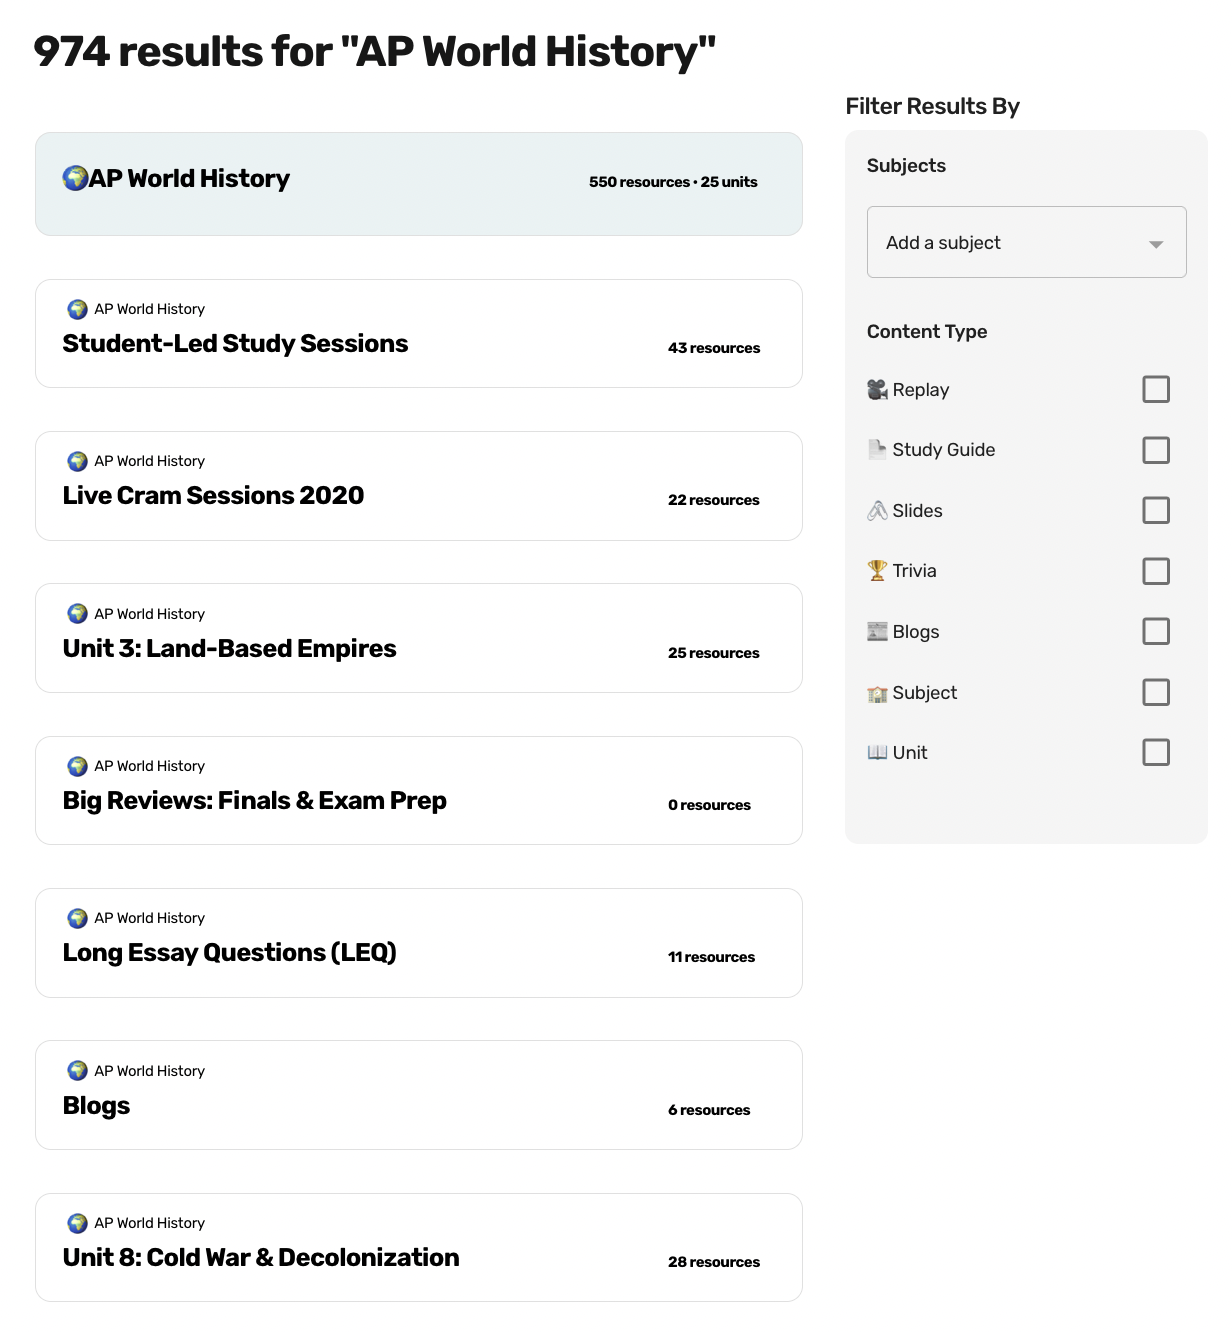 974 results for "AP World History"
Filter Results By
AP World History
550 resources • 25 units
AP World History
Student-Led Study Sessions
43 resources
AP World History
Live Cram Sessions 2020
22 resources
AP World History
Unit 3: Land-Based Empires
25 resources
AP World History
Big Reviews: Finals & Exam Prep
0 resources
AP World History
Long Essay Questions (LEQ)
11 resources
AP World History
Blogs
6 resources
AP World History
Unit 8: Cold War & Decolonization
28 resources
Subjects
Add a subject
Content Type
Replay
Study Guide
Slides
Trivia
Blogs
Subject
Unit